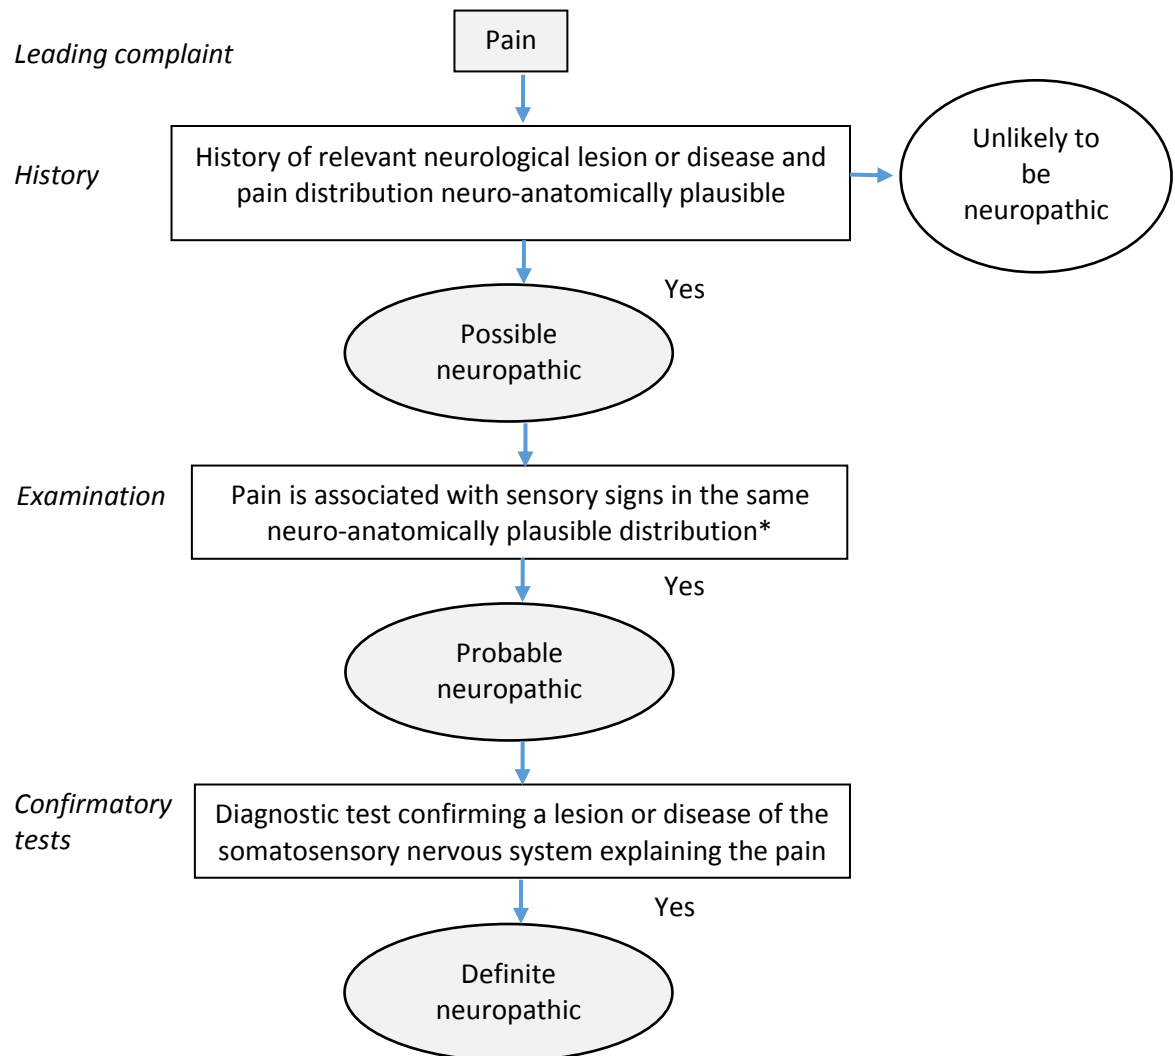 Leading complaint
Pain
History
History of relevant neurological lesion or disease and
pain distribution neuro-anatomically plausible
Unlikely to
be
neuropathic
Yes
Possible
neuropathic
Examination
Pain is associated with sensory signs in the same
neuro-anatomically plausible distribution*
Yes
Probable
neuropathic
Confirmatory
tests
Diagnostic test confirming a lesion or disease of the
somatosensory nervous system explaining the pain
Yes
Definite
neuropathic